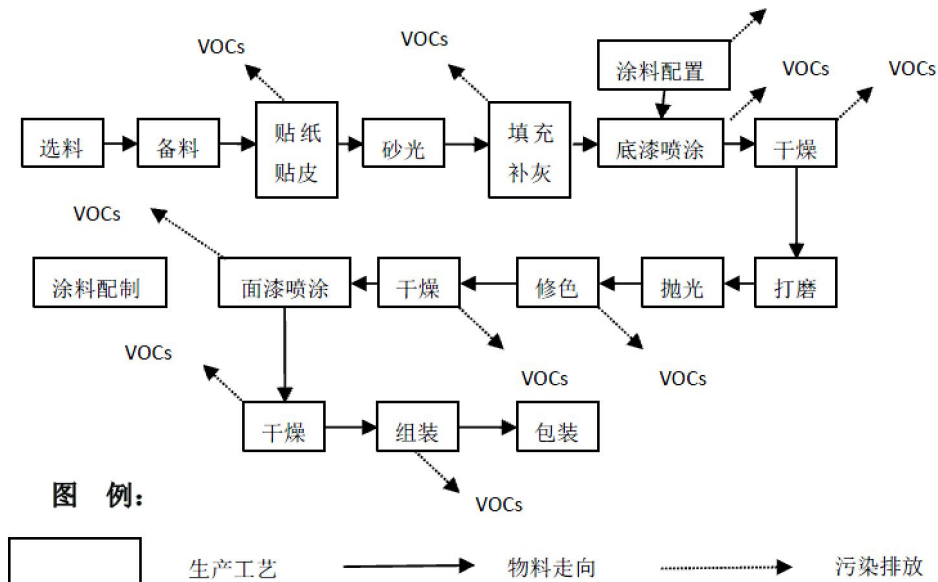 VOCs
VOCs
涂料配置
VOCs
VOCs
选料
备料
贴纸
贴皮
砂光
填充
补灰
底漆喷涂
干燥
VOCs
涂料配制
面漆喷涂
干燥
修色
抛光
打磨
VOCs
VOCs
VOCs
干燥
组装
包装
VOCs
图 例：
生产工艺
物料走向
污染排放